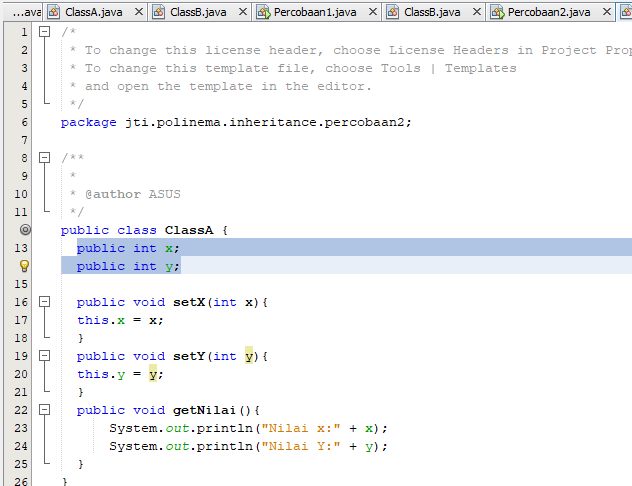 ...ava ClassA.java ClassB.java Percobaan1.java ClassB.java Percobaan2.java
1 /*
2 * To change this license header, choose License Headers in Project Prop
3 * To change this template file, choose Tools | Templates
4 * and open the template in the editor.
5 */
6 package jti.polinema.inheritance.percobaan2;
7
8 /**
9 *
10 * @author ASUS
11 */
public class ClassA {
13 public int x;
public int y;
15
16 public void setX(int x){
17 this.x = x;
18 }
19 public void setY(int y){
20 this.y = y;
21 }
22 public void getNilai(){
23 System.out.println("Nilai x:" + x);
24 System.out.println("Nilai Y:" + y);
25 }
26 }